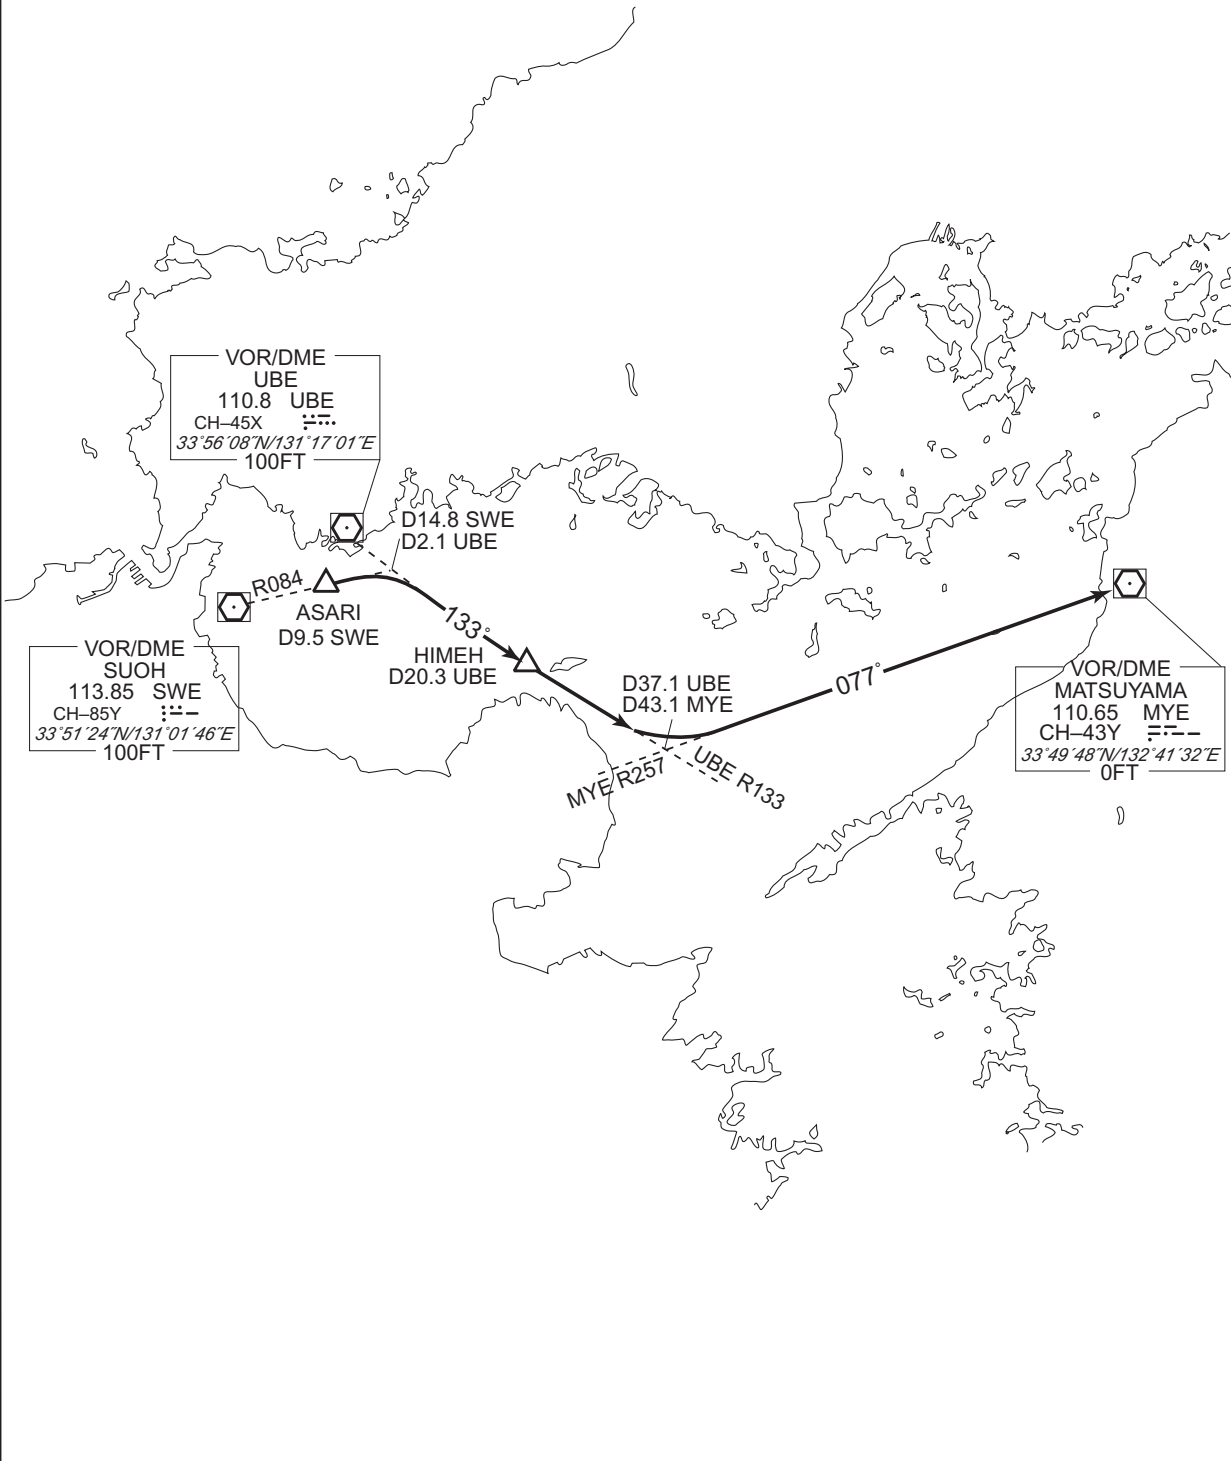 VOR/DME
UBE
110.8 UBE
CH–45X
33°56´08˝N/131°17´01˝E
100FT
D14.8 SWE
D2.1 UBE
R084
ASARI
D9.5 SWE
133°
HIMEH
D20.3 UBE
VOR/DME
SUOH
113.85 SWE
CH–85Y
33°51´24˝N/131°01´46˝E
100FT
D37.1 UBE
D43.1 MYE
077°
MYE R257
UBE R133
VOR/DME
MATSUYAMA
110.65 MYE
CH–43Y
33°49´48˝N/132°41´32˝E
0FT